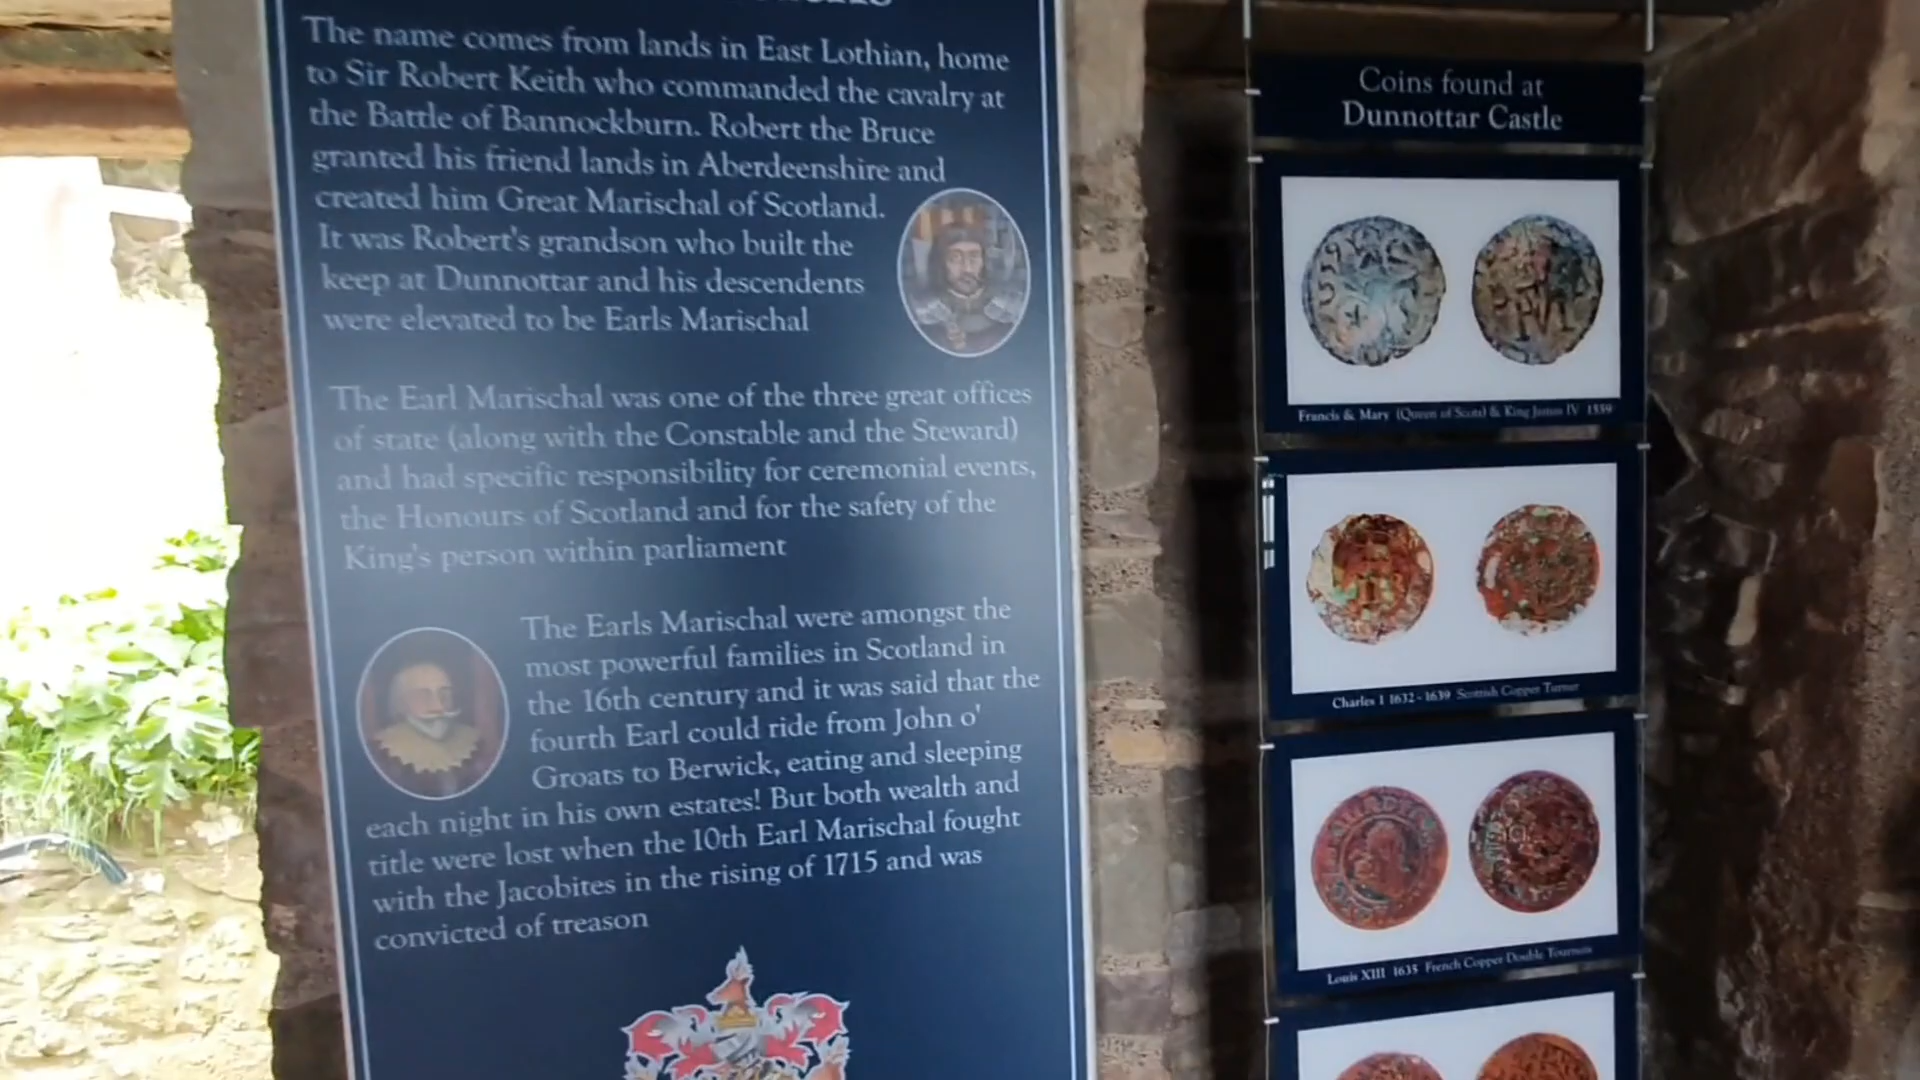 The name comes from lands in East Lothian, home
to Sir Robert Keith who commanded the cavalry at
the Battle of Bannockburn. Robert the Bruce
granted his friend lands in Aberdeenshire and
created him Great Marischal of Scotland.
It was Robert's grandson who built the
keep at Dunnottar and his descendents
were elevated to be Earls Marischal
The Earl Marischal was one of the three great offices
of state (along with the Constable and the Steward)
and had specific responsibility for ceremonial events,
the Honours of Scotland and for the safety of the
King's person within parliament
The Earls Marischal were amongst the
most powerful families in Scotland in
the 16th century and it was said that the
fourth Earl could ride from John o'
Groats to Berwick, eating and sleeping
each night in his own estates! But both wealth and
title were lost when the 10th Earl Marischal fought
with the Jacobites in the rising of 1715 and was
convicted of treason
Coins found at
Dunnottar Castle
Francis & Mary (Queen of Scots) & King James IV 1559
Charles I 1632 - 1639 Scottish Copper Turner
Louis XIII 1635 French Copper Double Tournois